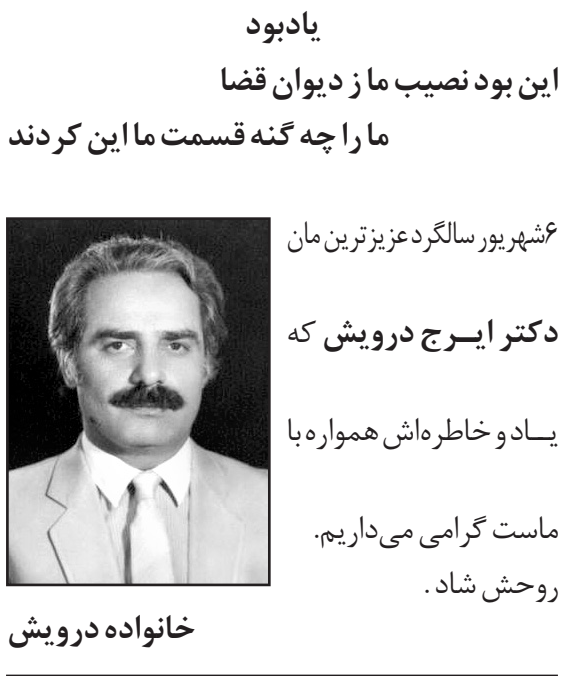 یادبود
این بود نصیب ما ز دیوان قضا
ما را چه گنه قسمت ما این کردند
۶شهریور سالگرد عزیزترین مان
دکتر ایــرج درویش که
یــاد و خاطره‌اش همواره با
ماست گرامی می‌داریم.
روحش شاد .
خانواده درویش